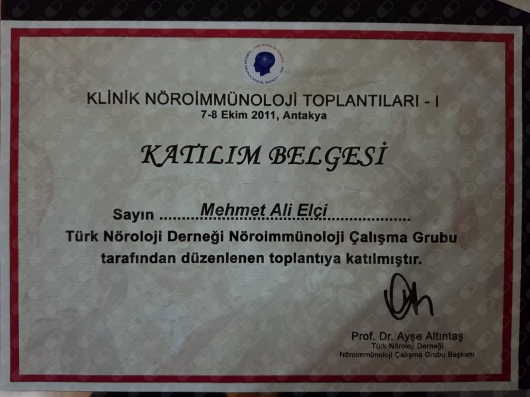 KLİNİK NÖROİMMÜNOLOJİ TOPLANTILARI - I
7-8 Ekim 2011, Antakya
KATILIM BELGESİ
Sayın ........Mehmet Ali Elçi........................
Türk Nöroloji Derneği Nöroimmünoloji Çalışma Grubu
tarafından düzenlenen toplantıya katılmıştır.
Prof. Dr. Ayşe Altıntaş
Türk Nöroloji Derneği
Nöroimmünoloji Çalışma Grubu Başkanı